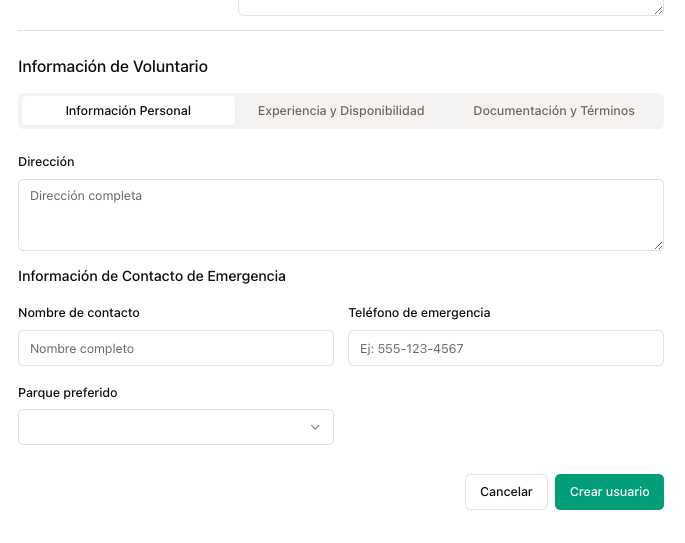 Información de Voluntario
Información Personal
Experiencia y Disponibilidad
Documentación y Términos
Dirección
Dirección completa
Información de Contacto de Emergencia
Nombre de contacto
Teléfono de emergencia
Nombre completo
Ej: 555-123-4567
Parque preferido
Cancelar
Crear usuario